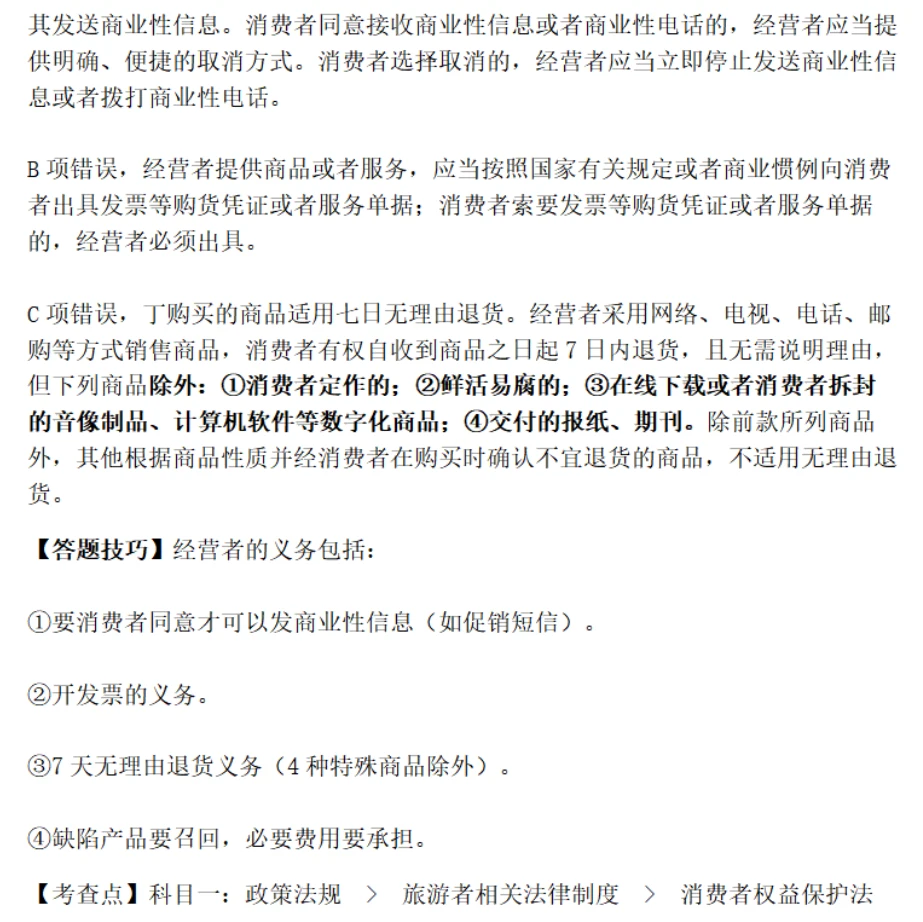 其发送商业性信息。消费者同意接收商业性信息或者商业性电话的，经营者应当提
供明确、便捷的取消方式。消费者选择取消的，经营者应当立即停止发送商业性信
息或者拨打商业性电话。
B 项错误，经营者提供商品或者服务，应当按照国家有关规定或者商业惯例向消费
者出具发票等购货凭证或者服务单据；消费者索要发票等购货凭证或者服务单据
的，经营者必须出具。
C 项错误，丁购买的商品适用七日无理由退货。经营者采用网络、电视、电话、邮
购等方式销售商品，消费者有权自收到商品之日起 7 日内退货，且无需说明理由，
但下列商品除外：①消费者定作的；②鲜活易腐的；③在线下载或者消费者拆封
的音像制品、计算机软件等数字化商品；④交付的报纸、期刊。除前款所列商品
外，其他根据商品性质并经消费者在购买时确认不宜退货的商品，不适用无理由退
货。
【答题技巧】经营者的义务包括：
①要消费者同意才可以发商业性信息（如促销短信）。
②开发票的义务。
③7 天无理由退货义务（4 种特殊商品除外）。
④缺陷产品要召回，必要费用要承担。
【考查点】科目一：政策法规 > 旅游者相关法律制度 > 消费者权益保护法